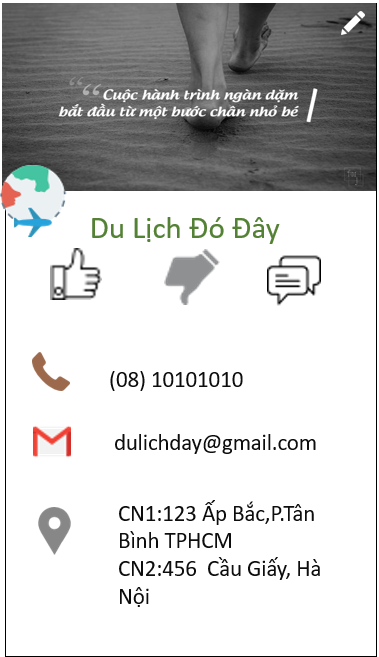 Cuộc hành trình ngàn dặm
bắt đầu từ một bước chân nhỏ bé
Du Lịch Đó Đây
(08) 10101010
dulichday@gmail.com
CN1:123 Ấp Bắc,P.Tân
Bình TPHCM
CN2:456 Cầu Giấy, Hà
Nội